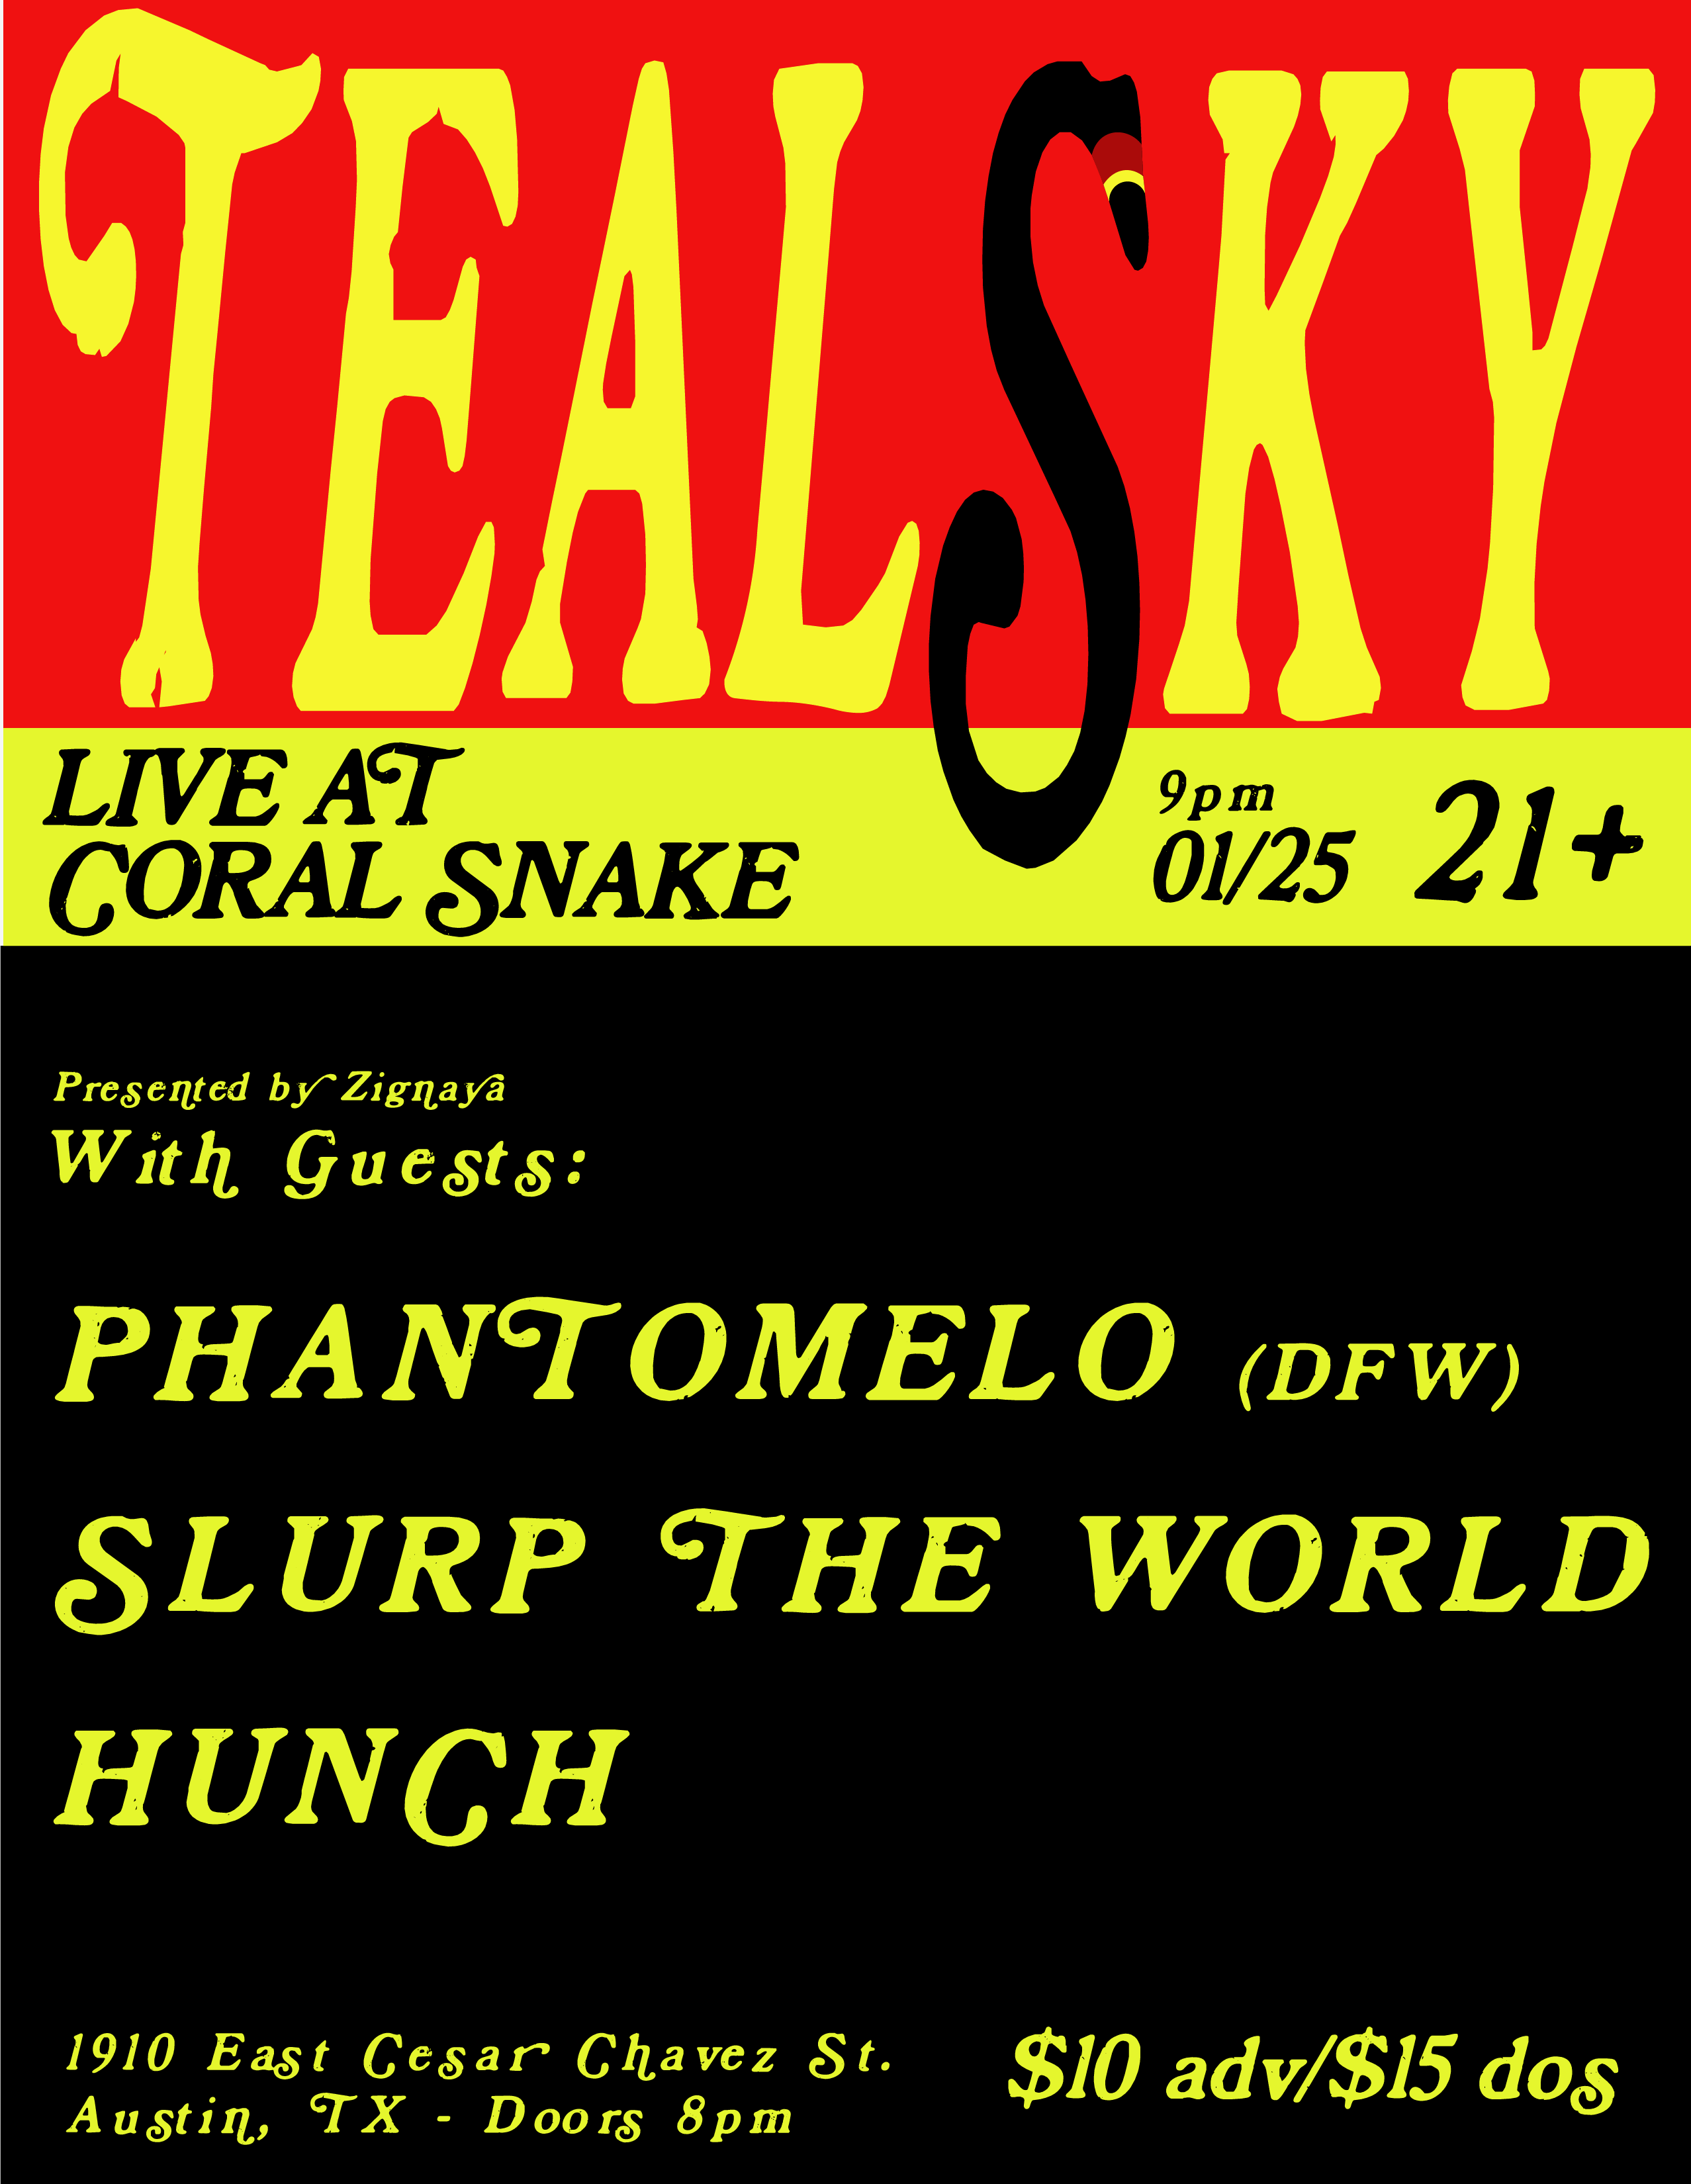 TEALSKY
LIVE AT
CORAL SNAKE
9pm
01/25
21+
Presented by Zignaya
With Guests:
PHANTOMELO (DFW)
SLURP THE WORLD
HUNCH
1910 East Cesar Chavez St.
Austin, TX - Doors 8pm
$10 adv/$15 dos